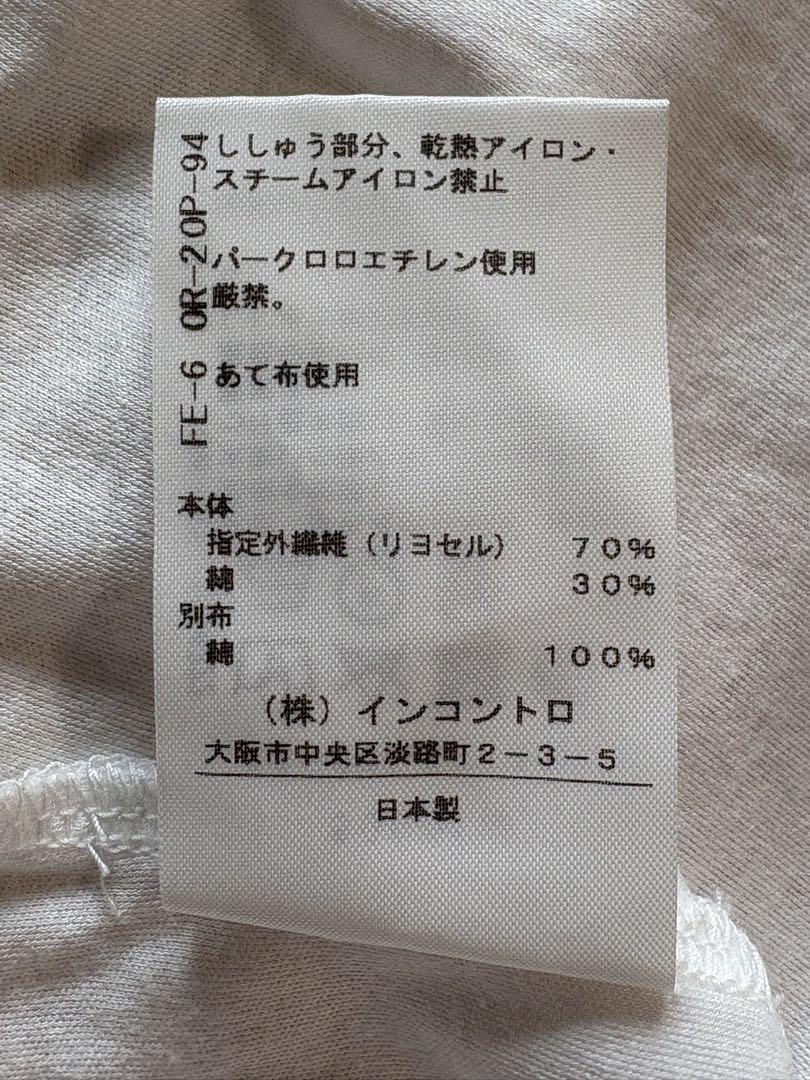 ししゅう部分、乾熱アイロン・
スチームアイロン禁止
パークロロエチレン使用
厳禁。
あて布使用
FE-6 OR-2 OP-94
本体
指定外繊維（リヨセル） 70%
綿 30%
別布
綿 100%
（株）インコントロ
大阪市中央区淡路町2-3-5
日本製